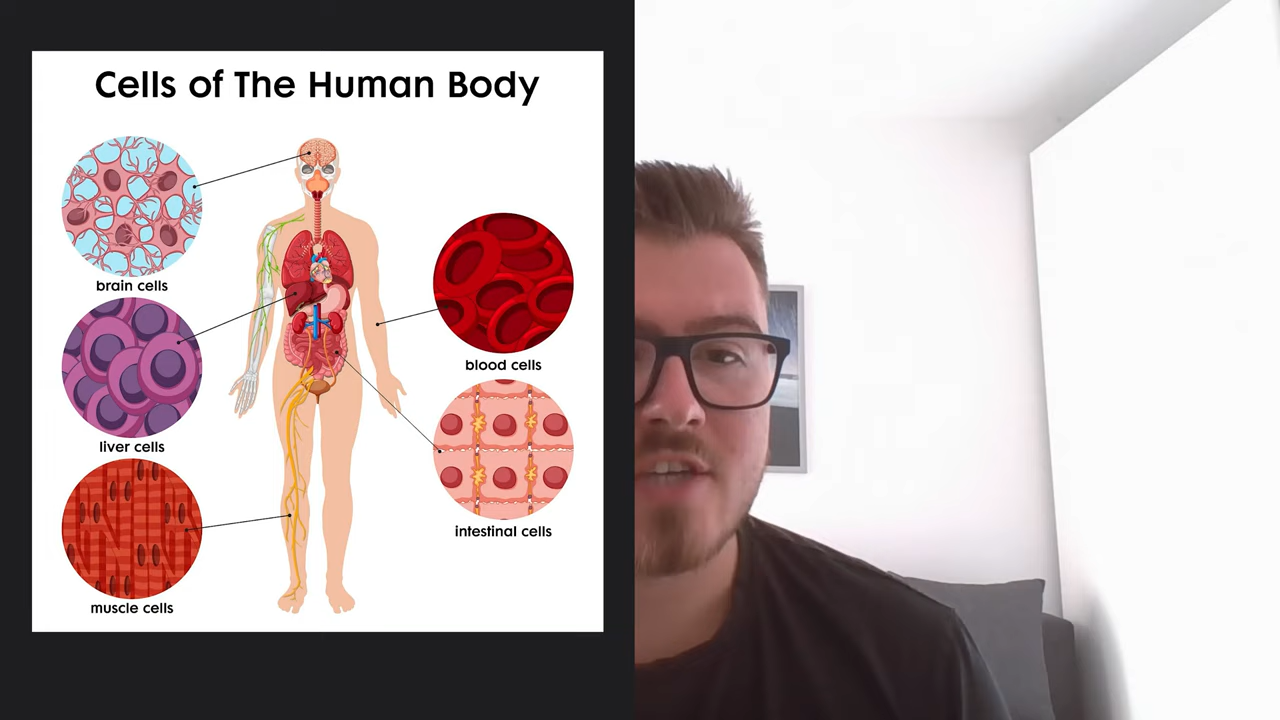 Cells of The Human Body
brain cells
liver cells
muscle cells
blood cells
intestinal cells